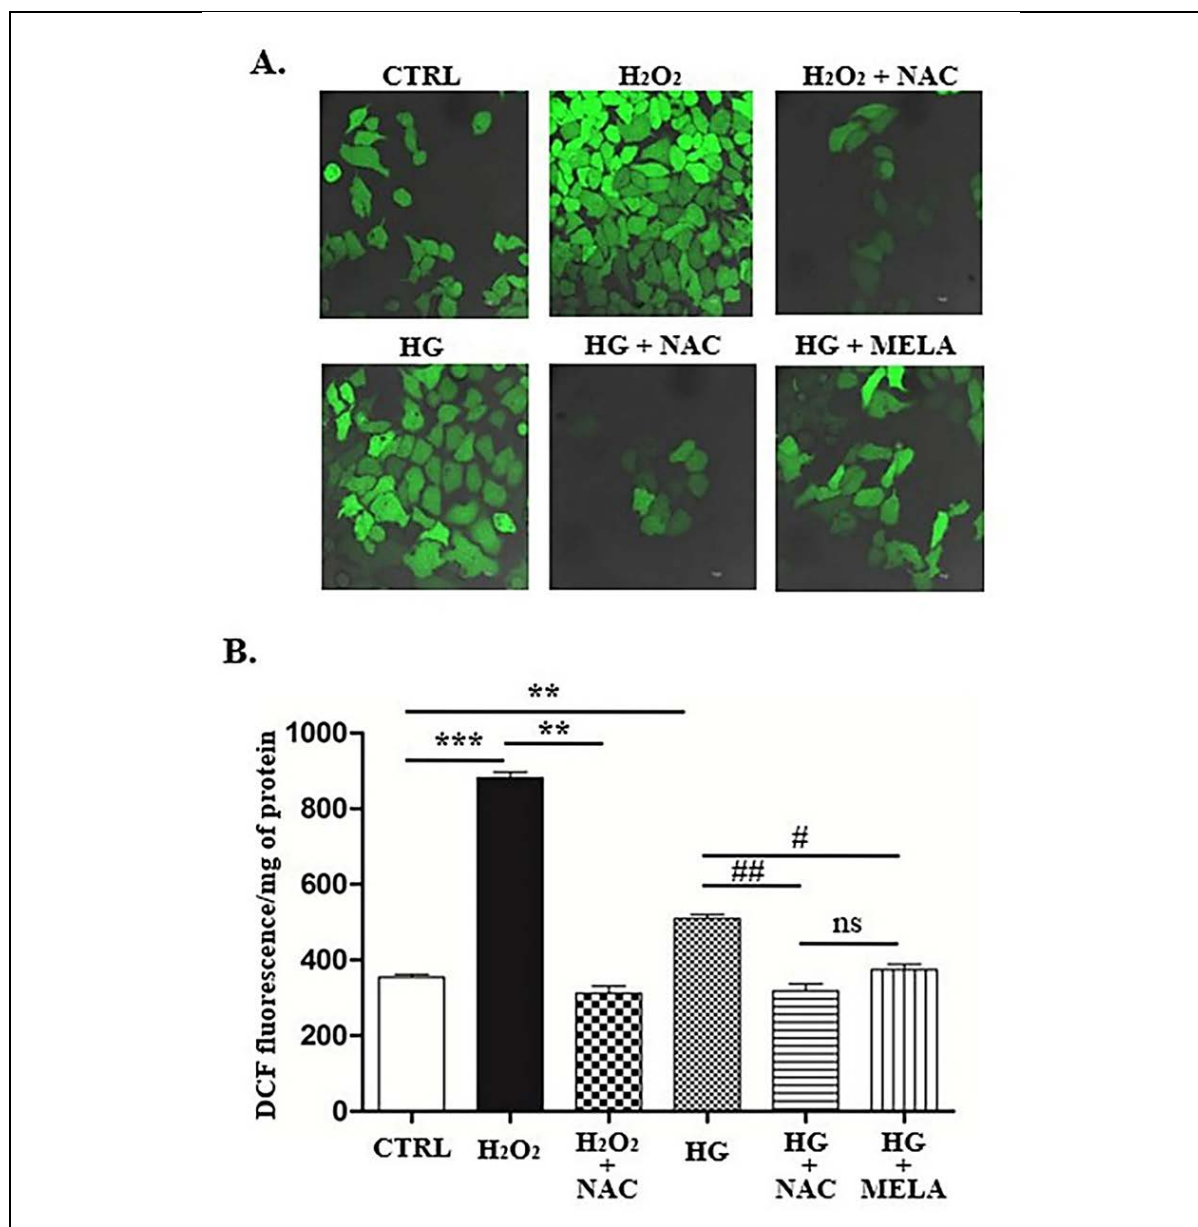 A.
CTRL
H2O2
H2O2 + NAC
HG
HG + NAC
HG + MELA
B.
DCF fluorescence/mg of protein
1000
800
600
400
200
0
**
***
**
#
##
ns
CTRL
H2O2
H2O2
+
NAC
HG
HG
+
NAC
HG
+
MELA